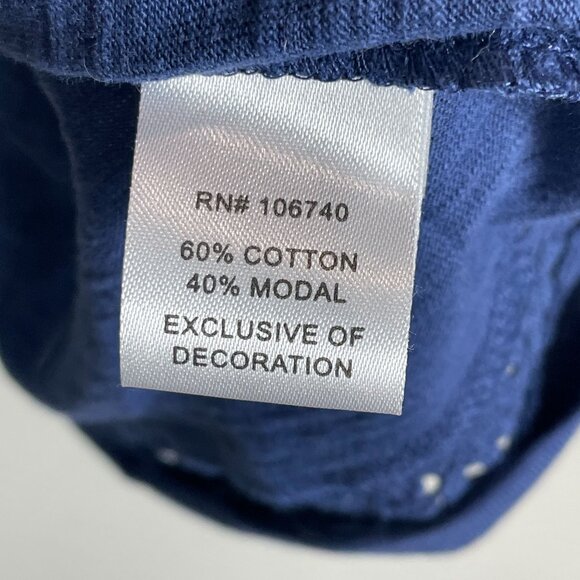 RN# 106740
60% COTTON
40% MODAL
EXCLUSIVE OF
DECORATION